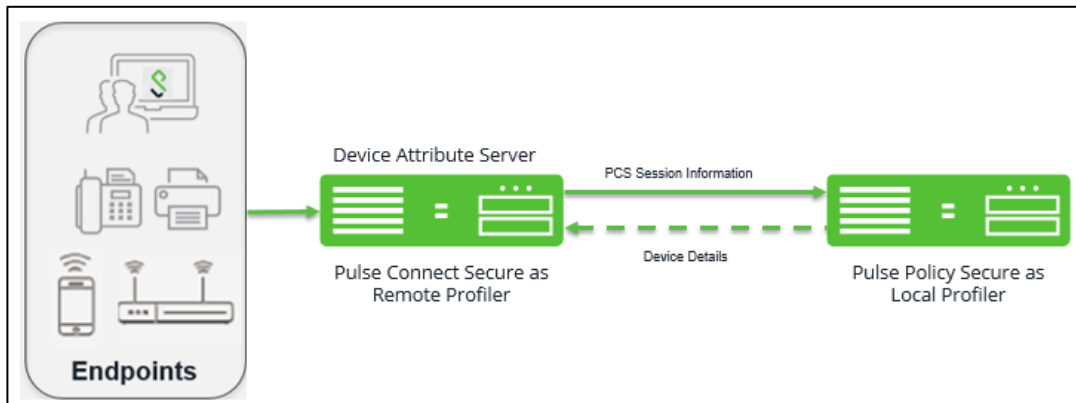 Device Attribute Server
PCS Session Information
Device Details
Pulse Connect Secure as
Remote Profiler
Pulse Policy Secure as
Local Profiler
Endpoints